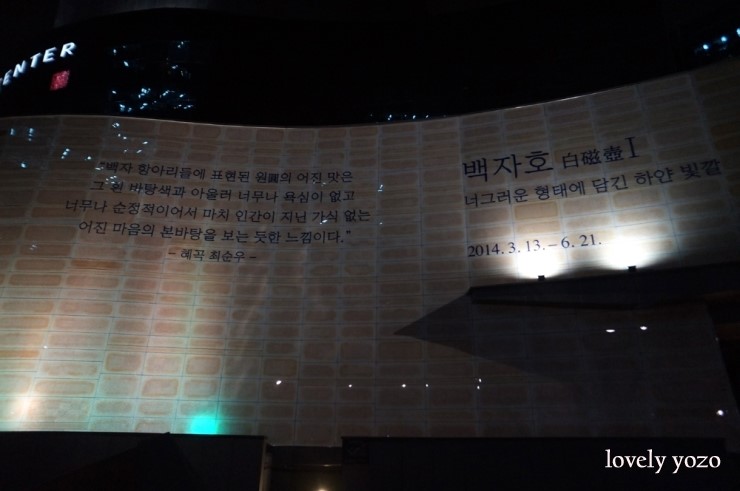 CENTER
"백자 항아리들에 표현된 원圓의 어진 맛은
그 흰 바탕색과 아울러 너무나 욕심이 없고
너무나 순정적이어서 마치 인간이 지닌 가식 없는
어진 마음의 본바탕을 보는 듯한 느낌이다."
- 혜곡 최순우 -
백자호 白磁壺 I
너그러운 형태에 담긴 하얀 빛깔
2014. 3. 13. – 6. 21.
lovely yozo